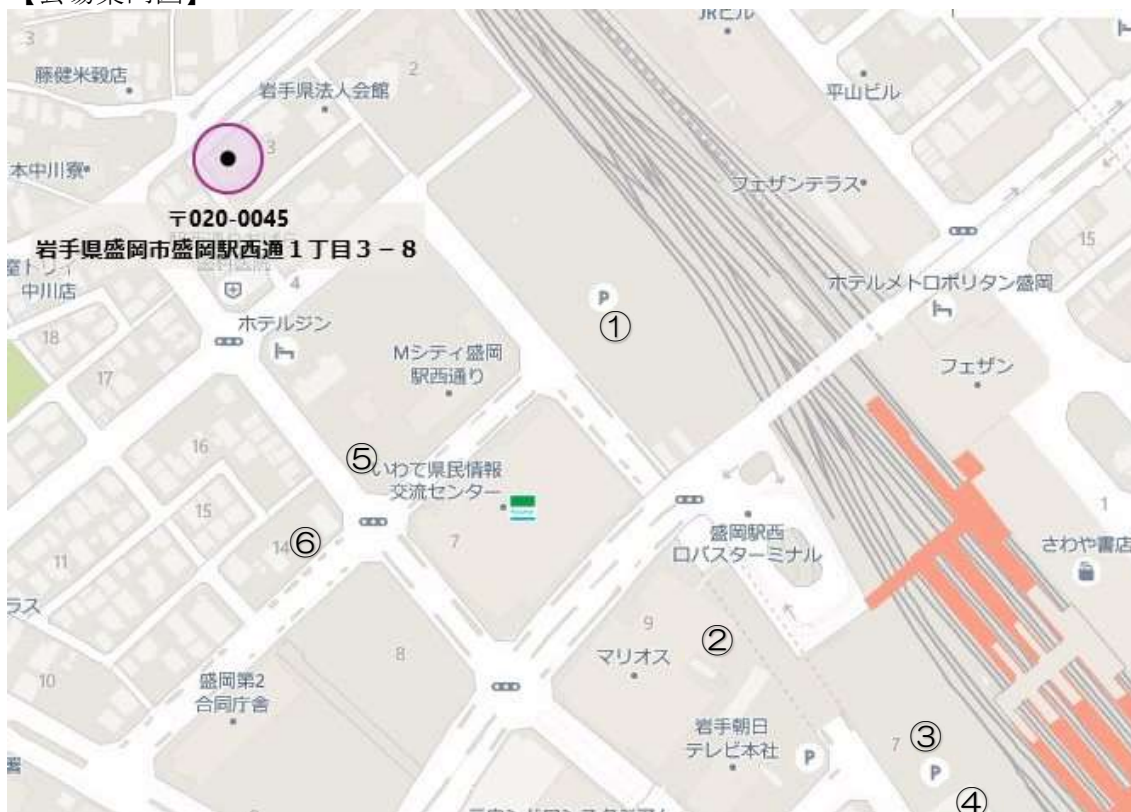 【会場案内図】
JRビル
3
2
藤健米穀店
岩手県法人会館
平山ビル
3
本中川寮
フェザンテラス
〒020-0045
岩手県盛岡市盛岡駅西通１丁目３－８
15
中川店
4
P
ホテルメトロポリタン盛岡
①
ホテルジン
18
Mシティ盛岡
駅西通り
フェザン
17
16
⑤
いわて県民情報
交流センター
15
1
盛岡駅西
口バスターミナル
14
⑥
7
さわや書店
11
ラス
9
②
8
マリオス
10
盛岡第2
合同庁舎
岩手朝日
テレビ本社
P
7
③
P
署
④